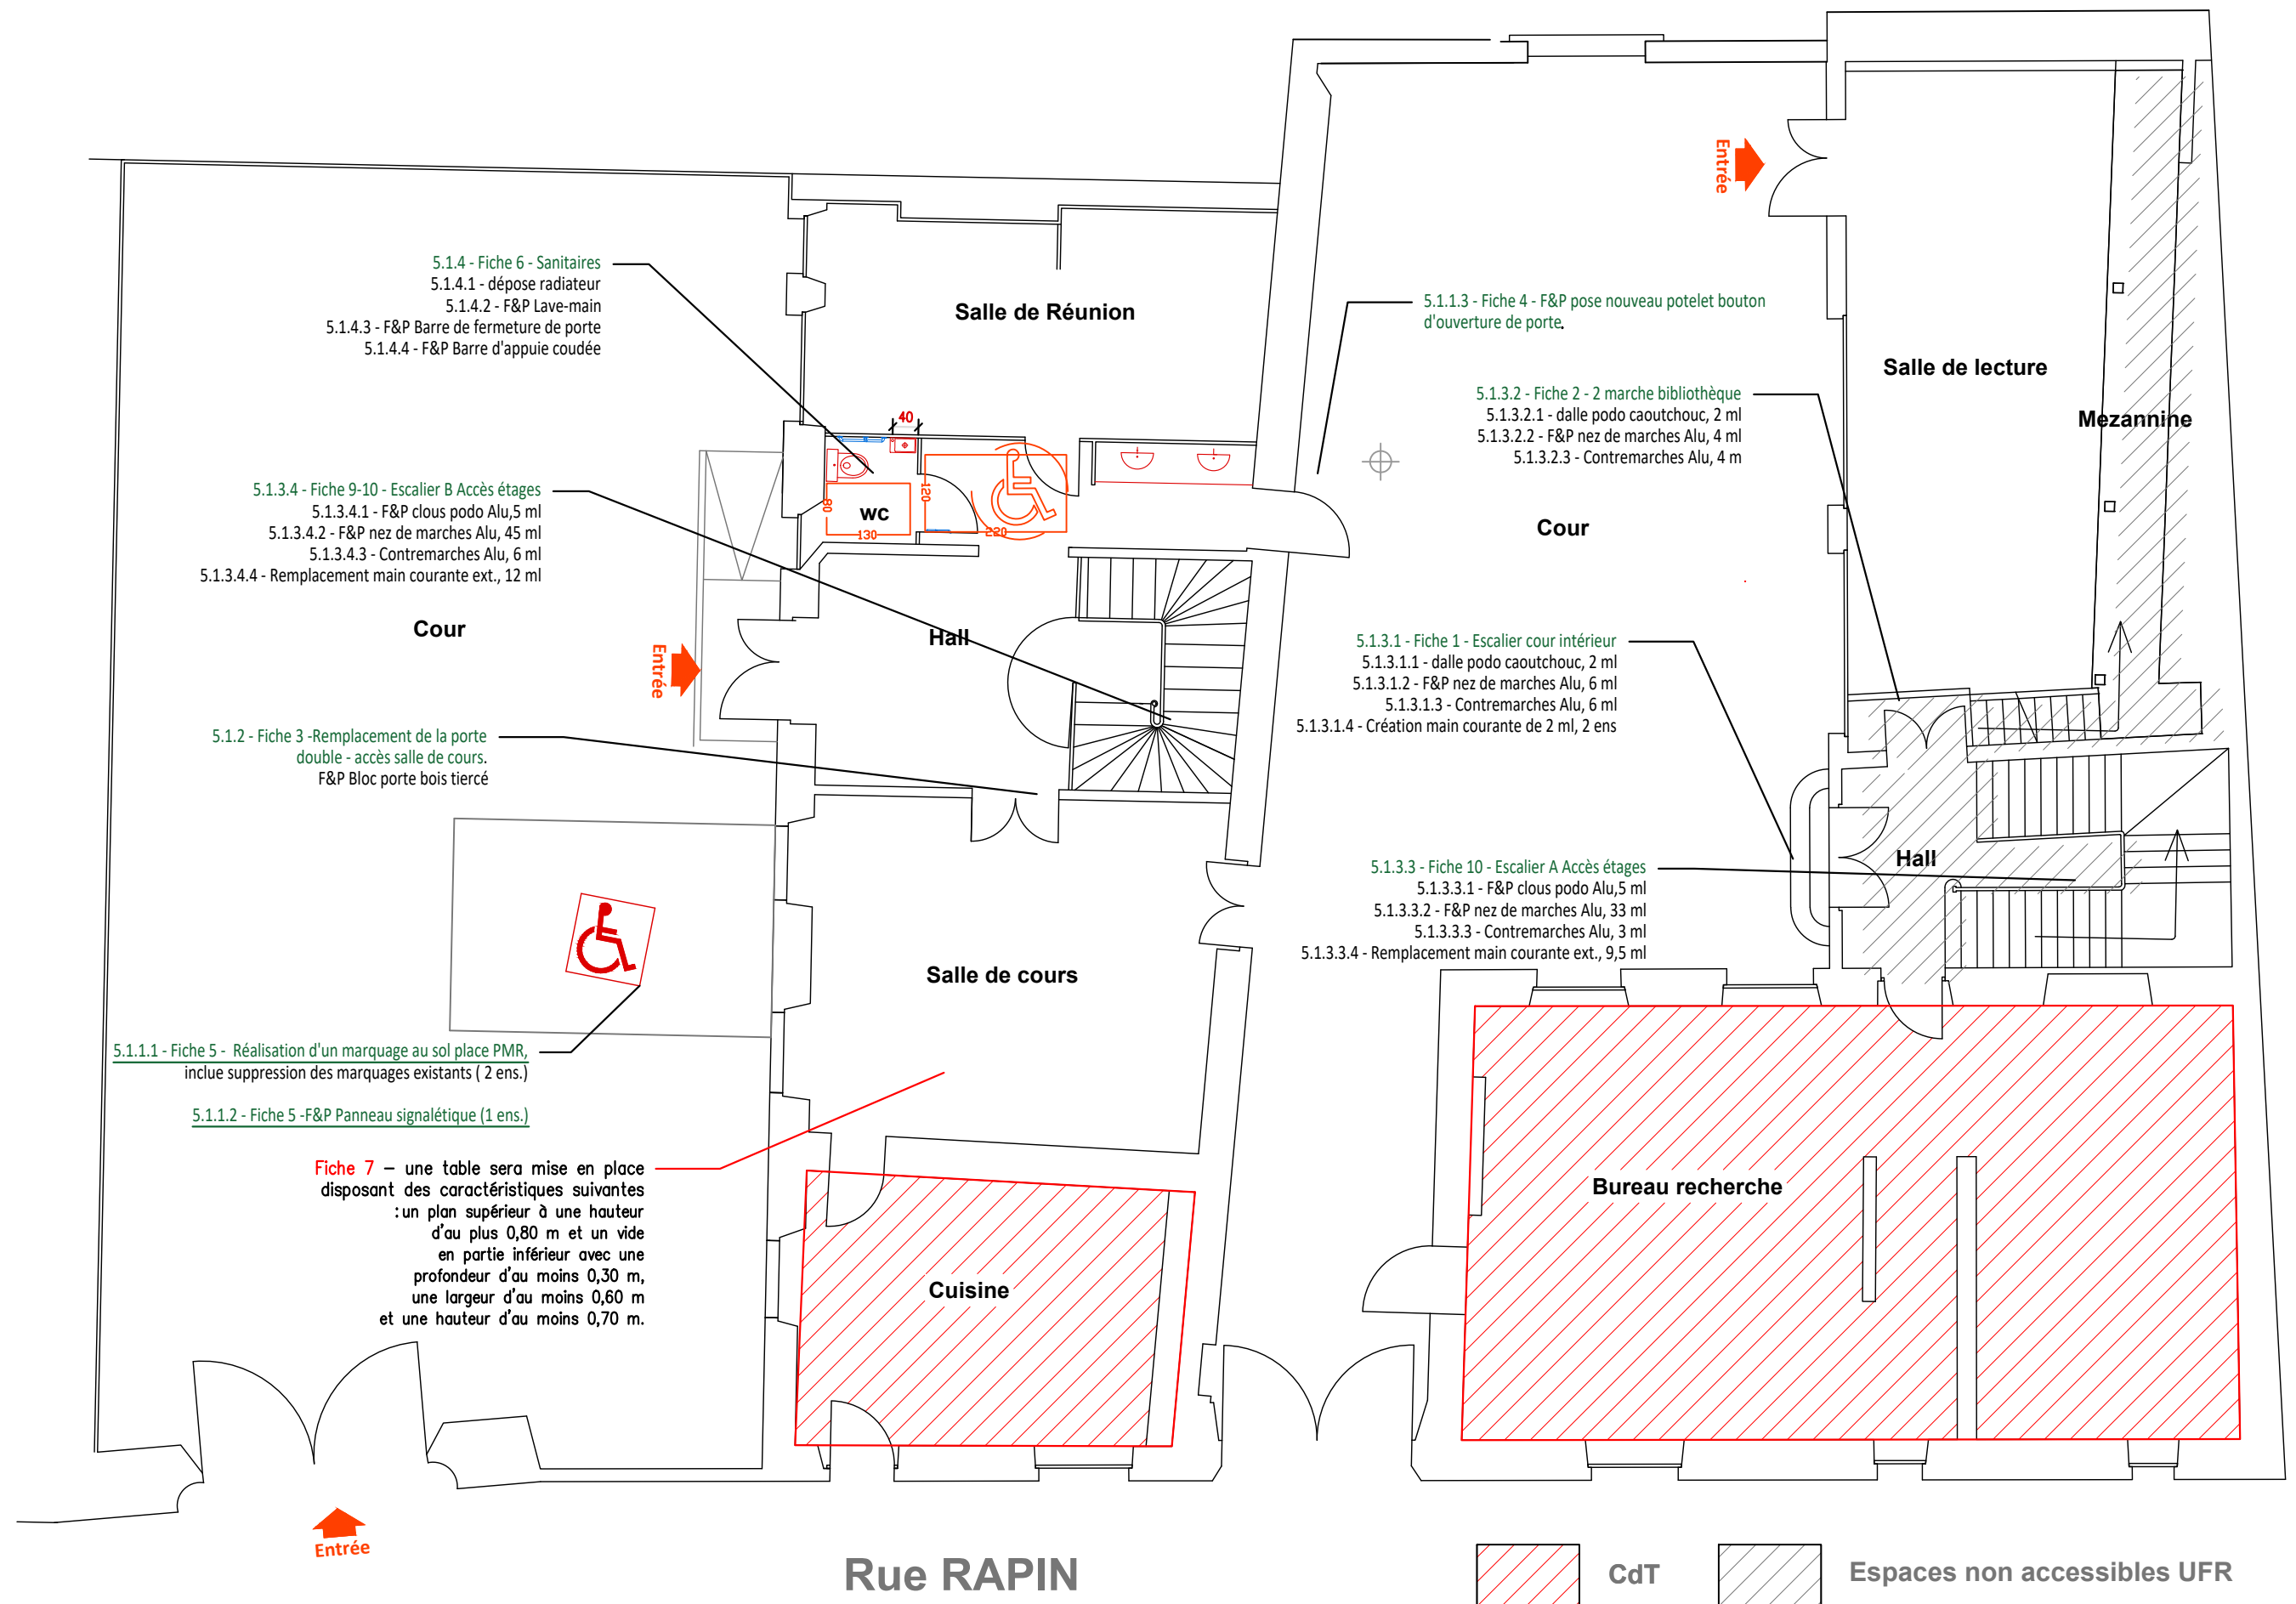 Entrée
5.1.4 - Fiche 6 - Sanitaires
5.1.4.1 - dépose radiateur
5.1.4.2 - F&P Lave-main
5.1.4.3 - F&P Barre de fermeture de porte
5.1.4.4 - F&P Barre d'appuie coudée
Salle de Réunion
5.1.1.3 - Fiche 4 - F&P pose nouveau potelet bouton
d'ouverture de porte.
Salle de lecture
Mezannine
5.1.3.2 - Fiche 2 - 2 marche bibliothèque
5.1.3.2.1 - dalle podo caoutchouc, 2 ml
5.1.3.2.2 - F&P nez de marches Alu, 4 ml
5.1.3.2.3 - Contremarches Alu, 4 m
40
120
80
wc
130
220
5.1.3.4 - Fiche 9-10 - Escalier B Accès étages
5.1.3.4.1 - F&P clous podo Alu,5 ml
5.1.3.4.2 - F&P nez de marches Alu, 45 ml
5.1.3.4.3 - Contremarches Alu, 6 ml
5.1.3.4.4 - Remplacement main courante ext., 12 ml
Cour
Cour
Hall
Entrée
5.1.3.1 - Fiche 1 - Escalier cour intérieur
5.1.3.1.1 - dalle podo caoutchouc, 2 ml
5.1.3.1.2 - F&P nez de marches Alu, 6 ml
5.1.3.1.3 - Contremarches Alu, 6 ml
5.1.3.1.4 - Création main courante de 2 ml, 2 ens
5.1.2 - Fiche 3 -Remplacement de la porte
double - accès salle de cours.
F&P Bloc porte bois tiercé
Hall
5.1.3.3 - Fiche 10 - Escalier A Accès étages
5.1.3.3.1 - F&P clous podo Alu,5 ml
5.1.3.3.2 - F&P nez de marches Alu, 33 ml
5.1.3.3.3 - Contremarches Alu, 3 ml
5.1.3.3.4 - Remplacement main courante ext., 9,5 ml
Salle de cours
5.1.1.1 - Fiche 5 - Réalisation d'un marquage au sol place PMR,
inclue suppression des marquages existants ( 2 ens.)
5.1.1.2 - Fiche 5 -F&P Panneau signalétique (1 ens.)
Fiche 7 – une table sera mise en place
disposant des caractéristiques suivantes
:un plan supérieur à une hauteur
d'au plus 0,80 m et un vide
en partie inférieur avec une
profondeur d'au moins 0,30 m,
une largeur d'au moins 0,60 m
et une hauteur d'au moins 0,70 m.
Bureau recherche
Cuisine
Entrée
Rue RAPIN
CdT
Espaces non accessibles UFR